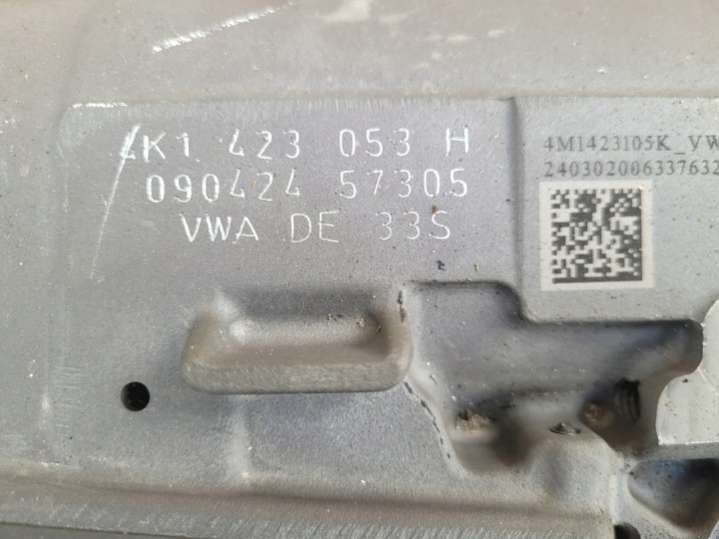 4K1 423 053 H
090424 57305
VWA DE 33S
4M1423105K_VW
240302006337632